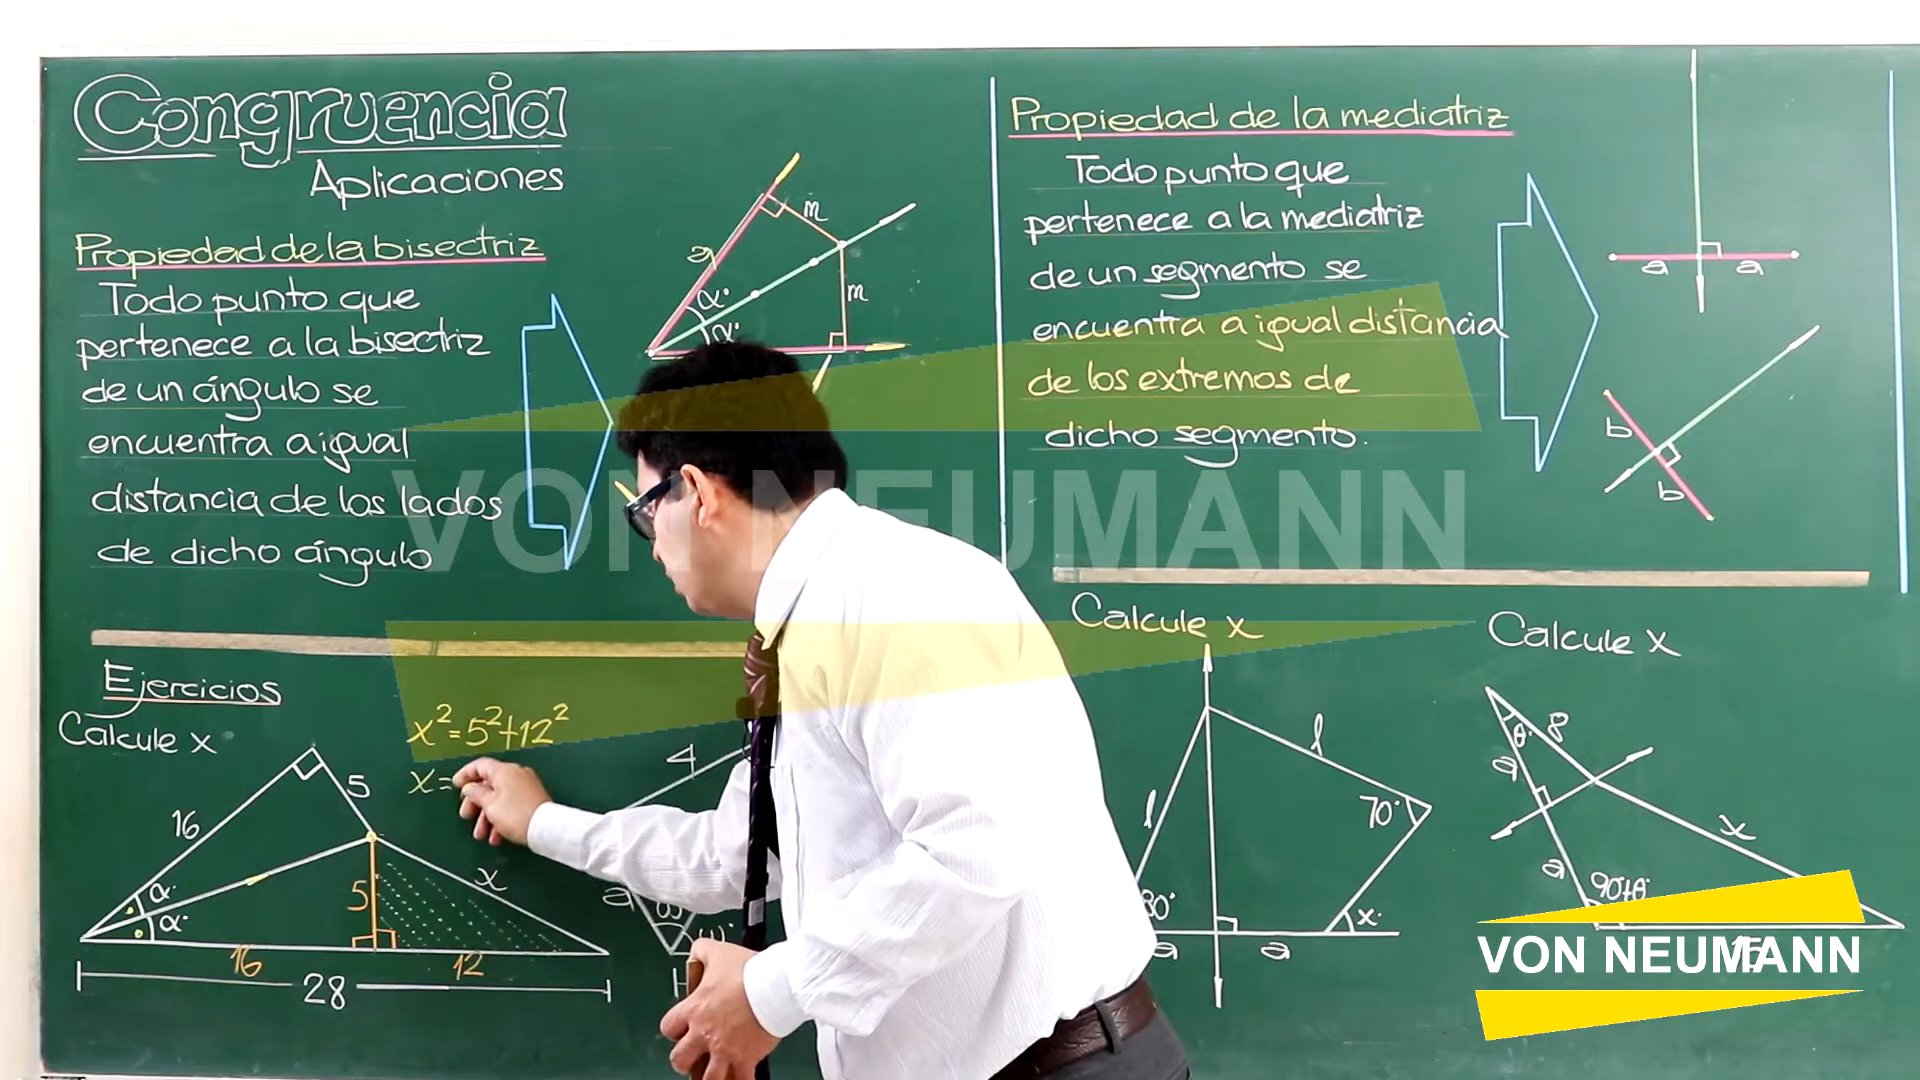 Congruencia
Aplicaciones
Propiedad de la bisectriz
Todo punto que
pertenece a la bisectriz
de un ángulo se
encuentra a igual
distancia de los lados
de dicho ángulo
m
m
α°
α°
Propiedad de la mediatriz
Todo punto que
pertenece a la mediatriz
de un segmento se
encuentra a igual distancia
de los extremos de
dicho segmento.
a
a
b
b
VON NEUMANN
Ejercicios
Calcule x
x²=5²+12²
x=
16
5
α°
α°
5
x
16
12
28
4
a
ω
Calcule x
l
l
70°
80°
x°
a
a
Calcule x
θ°
8
a
a
x
90°+θ°
VON NEUMANN